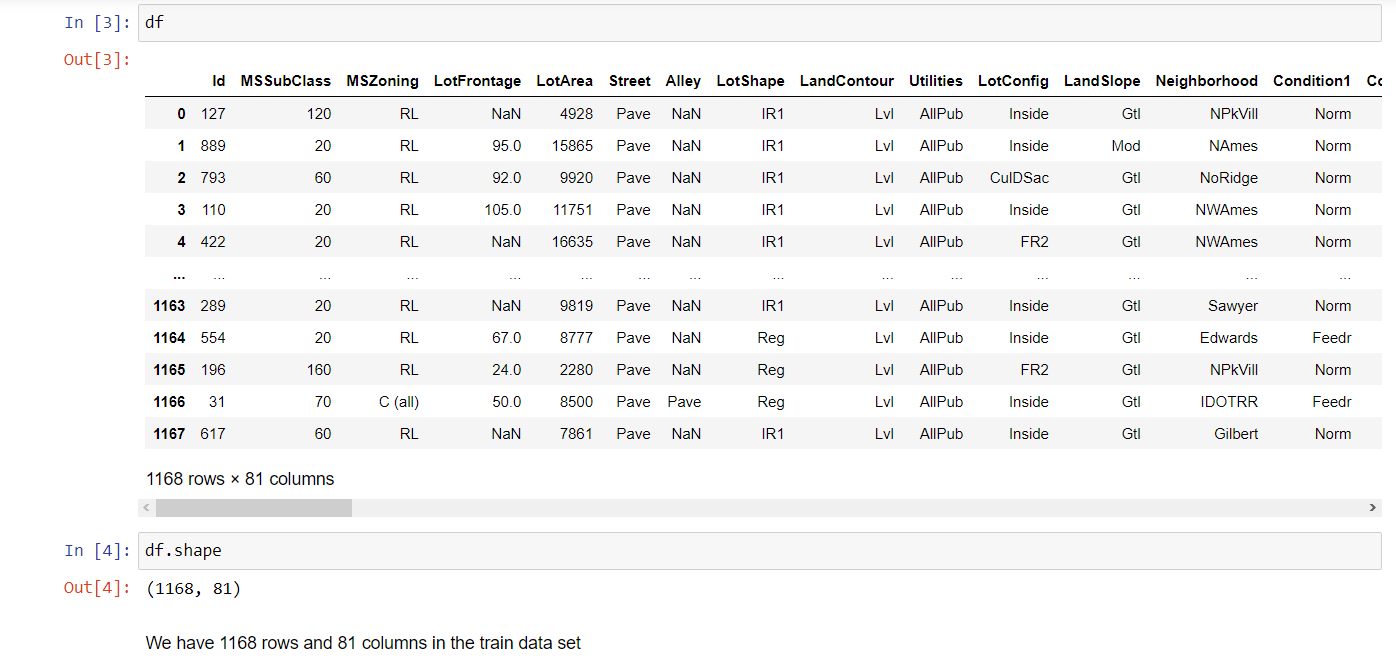 In [3]: df
Out[3]:
Id MSSubClass MSZoning LotFrontage LotArea Street Alley LotShape LandContour Utilities LotConfig LandSlope Neighborhood Condition1 Co
0 127 120 RL NaN 4928 Pave NaN IR1 Lvl AllPub Inside Gtl NPkVill Norm
1 889 20 RL 95.0 15865 Pave NaN IR1 Lvl AllPub Inside Mod NAmes Norm
2 793 60 RL 92.0 9920 Pave NaN IR1 Lvl AllPub CulDSac Gtl NoRidge Norm
3 110 20 RL 105.0 11751 Pave NaN IR1 Lvl AllPub Inside Gtl NWAmes Norm
4 422 20 RL NaN 16635 Pave NaN IR1 Lvl AllPub FR2 Gtl NWAmes Norm
... ... ... ... ... ... ... ... ... ... ... ... ... ... ...
1163 289 20 RL NaN 9819 Pave NaN IR1 Lvl AllPub Inside Gtl Sawyer Norm
1164 554 20 RL 67.0 8777 Pave NaN Reg Lvl AllPub Inside Gtl Edwards Feedr
1165 196 160 RL 24.0 2280 Pave NaN Reg Lvl AllPub FR2 Gtl NPkVill Norm
1166 31 70 C (all) 50.0 8500 Pave Pave Reg Lvl AllPub Inside Gtl IDOTRR Feedr
1167 617 60 RL NaN 7861 Pave NaN IR1 Lvl AllPub Inside Gtl Gilbert Norm
1168 rows × 81 columns
In [4]: df.shape
Out[4]: (1168, 81)
We have 1168 rows and 81 columns in the train data set